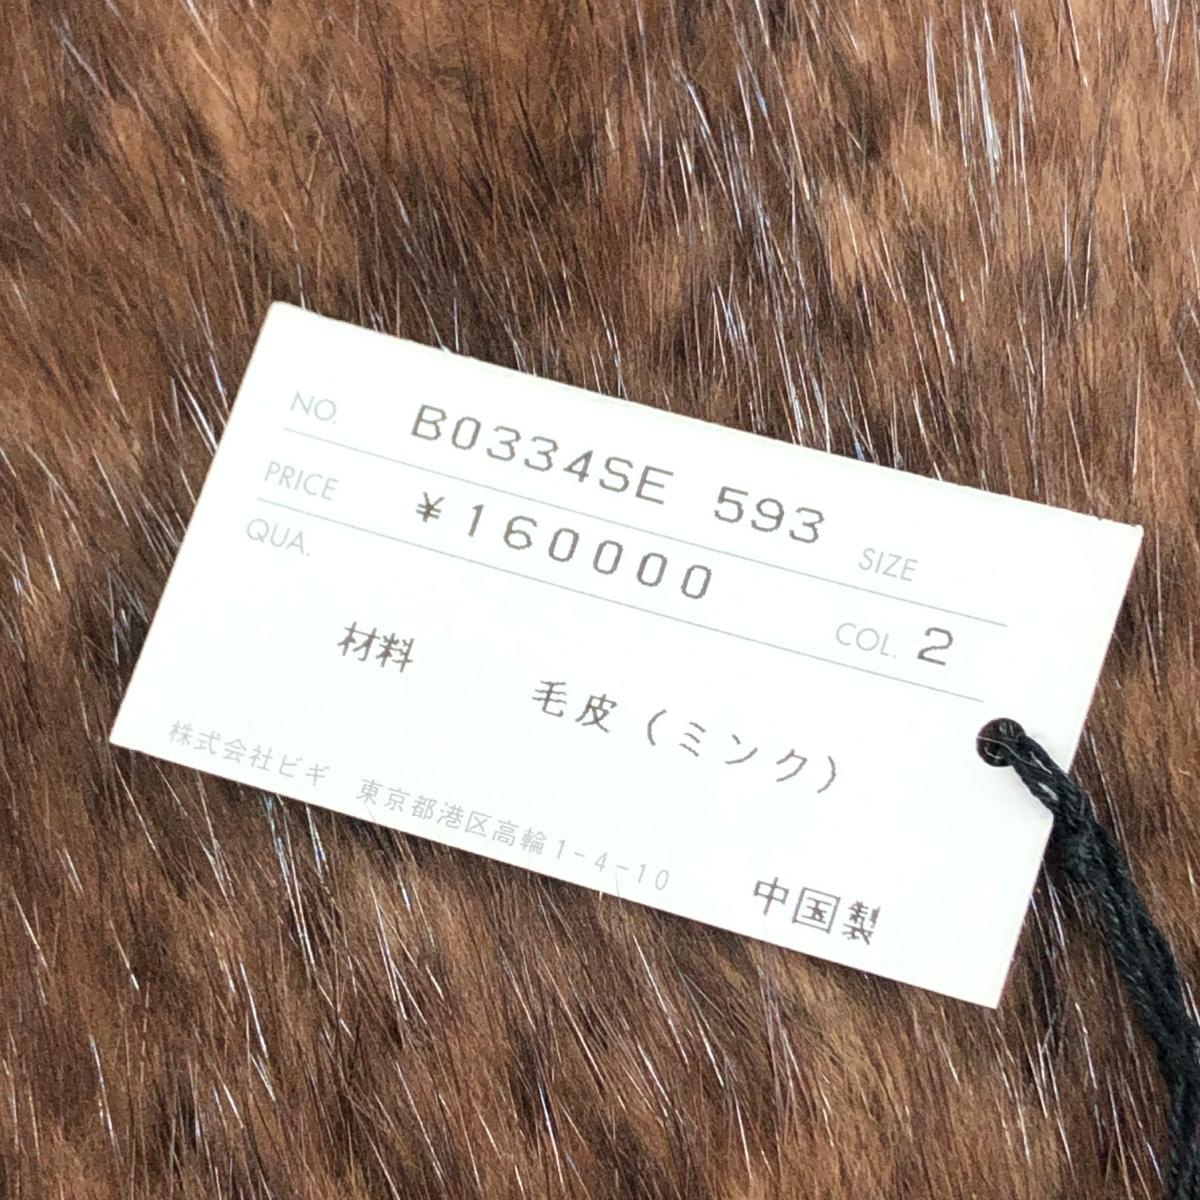 NO. B0334SE 593 SIZE
PRICE ¥160000 COL. 2
QUA.
材料 毛皮(ミンク)
株式会社ビギ 東京都港区高輪1-4-10
中国製